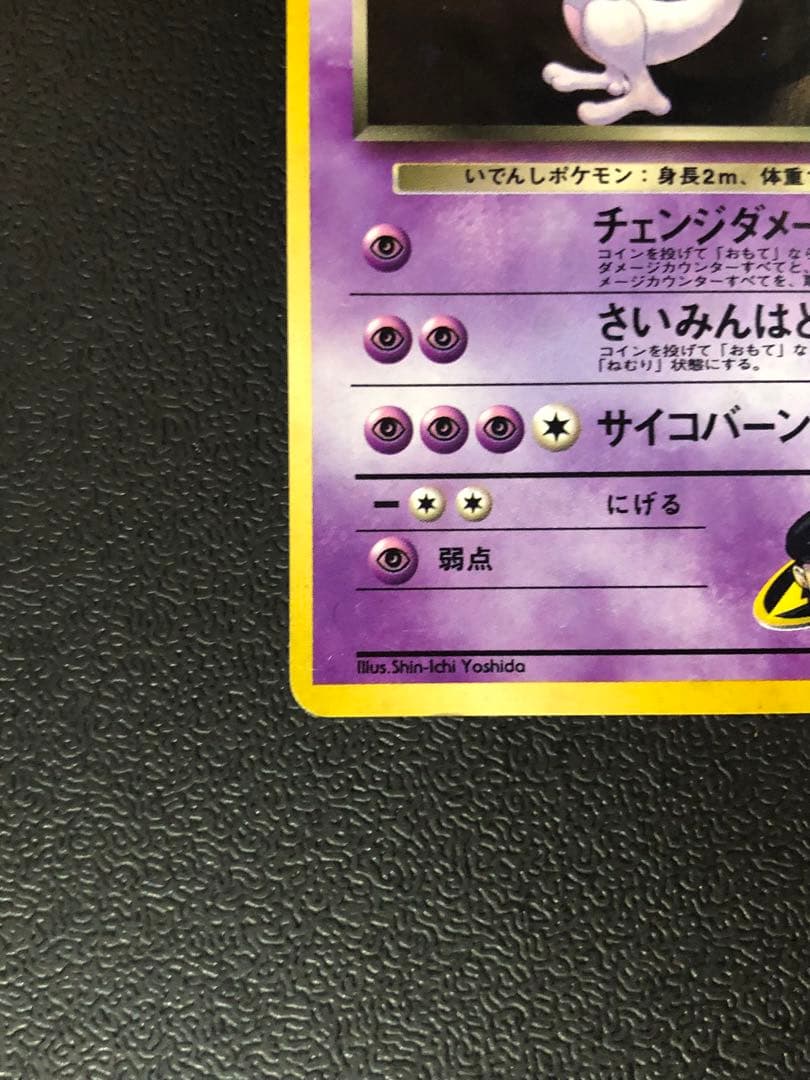 いでんしポケモン：身長2m、体重
チェンジダメー
コインを投げて「おもて」なら
ダメージカウンターすべてと、
メージカウンターすべてを、
さいみんはど
コインを投げて「おもて」な
「ねむり」状態にする。
サイコバーン
にげる
弱点
Illus.Shin-Ichi Yoshida